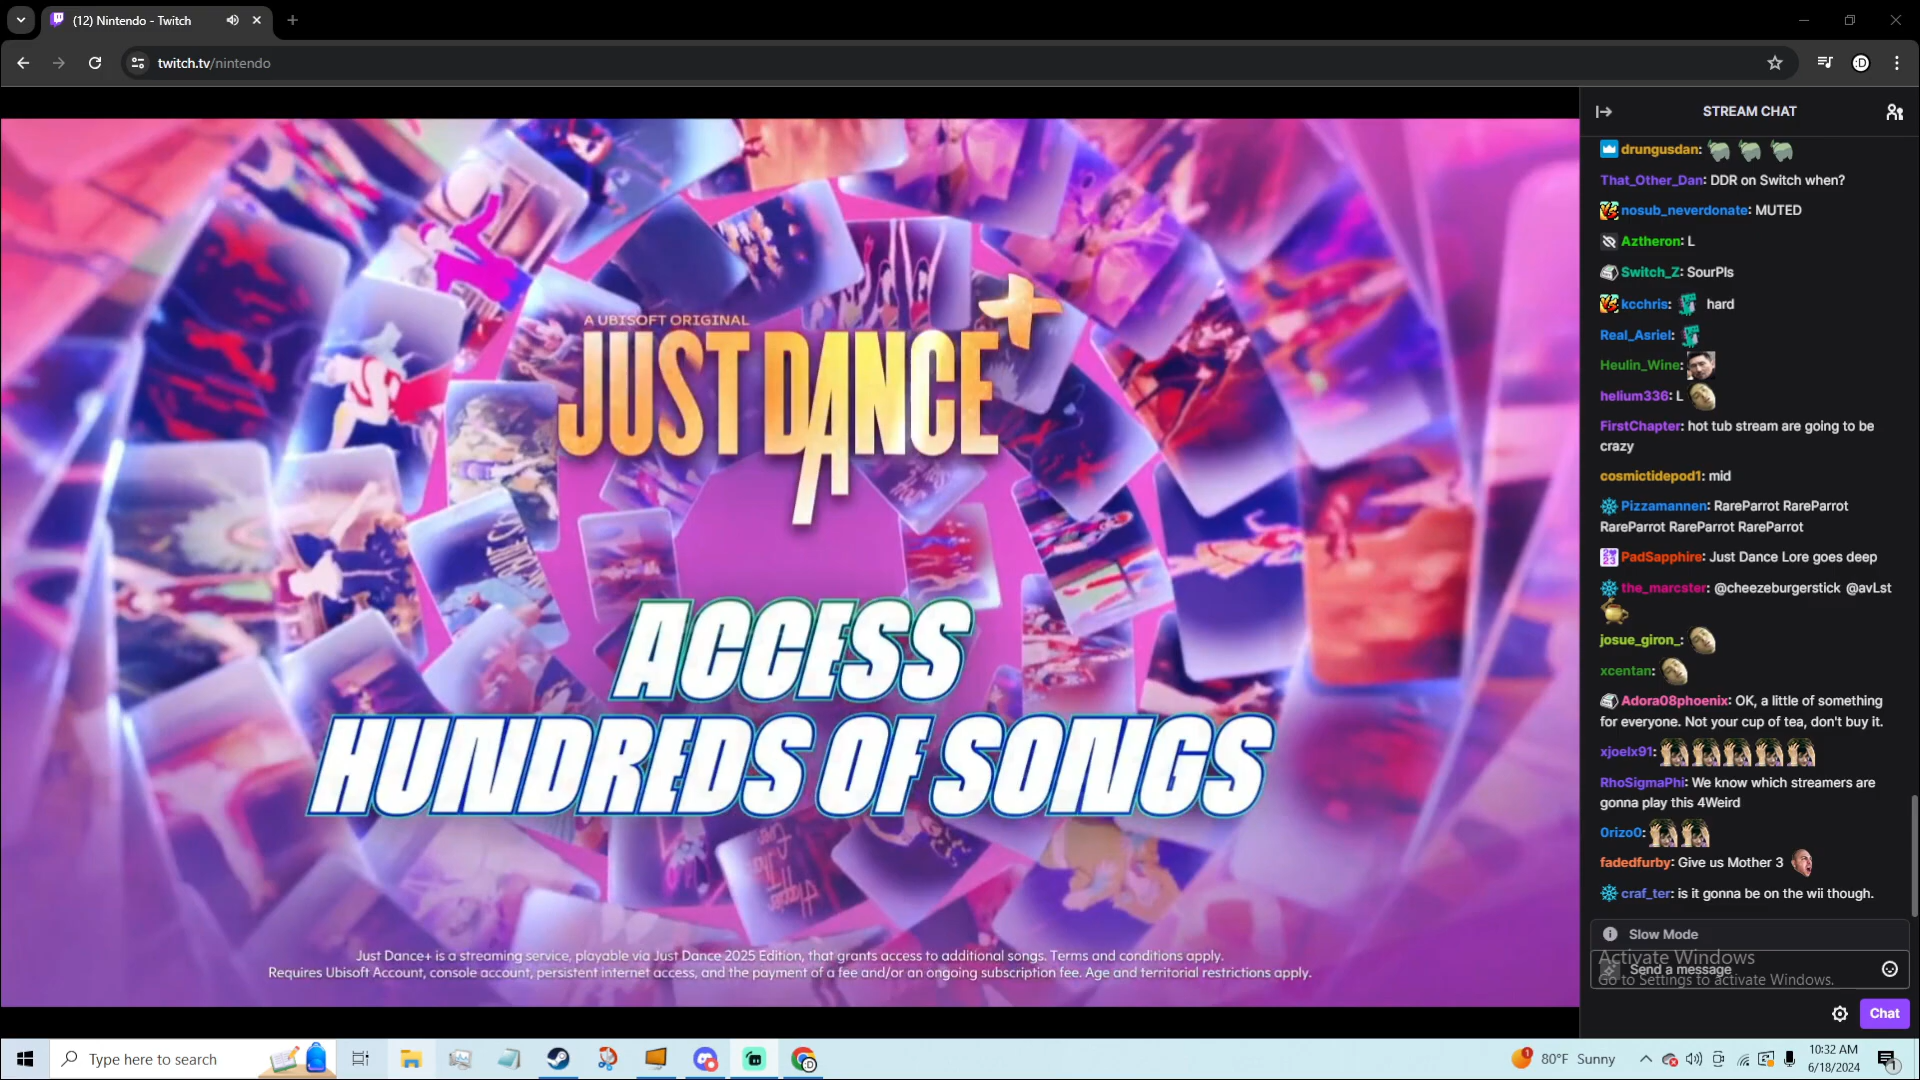 (12) Nintendo - Twitch
twitch.tv/nintendo
A UBISOFT ORIGINAL
JUST DANCE+
ACCESS
HUNDREDS OF SONGS
Just Dance+ is a streaming service, playable via Just Dance 2025 Edition, that grants access to additional songs. Terms and conditions apply.
Requires Ubisoft Account, console account, persistent internet access, and the payment of a fee and/or an ongoing subscription fee. Age and territorial restrictions apply.
STREAM CHAT
drungusdan:
That_Other_Dan: DDR on Switch when?
nosub_neverdonate: MUTED
Aztheron: L
Switch_Z: SourPls
kcchris: hard
Real_Asriel:
Heulin_Wine:
helium336: L
FirstChapter: hot tub stream are going to be
crazy
cosmictidepod1: mid
Pizzamannen: RareParrot RareParrot
RareParrot RareParrot RareParrot
PadSapphire: Just Dance Lore goes deep
the_marcster: @cheezeburgerstick @avLst
josue_giron_:
xcentan:
Adora08phoenix: OK, a little of something
for everyone. Not your cup of tea, don't buy it.
xjoelx91:
RhoSigmaPhi: We know which streamers are
gonna play this 4Weird
0rizo0:
fadedfurby: Give us Mother 3
craf_ter: is it gonna be on the wii though.
Slow Mode
Activate Windows
Send a message
Go to Settings to activate Windows.
Chat
Type here to search
80°F Sunny
10:32 AM
6/18/2024